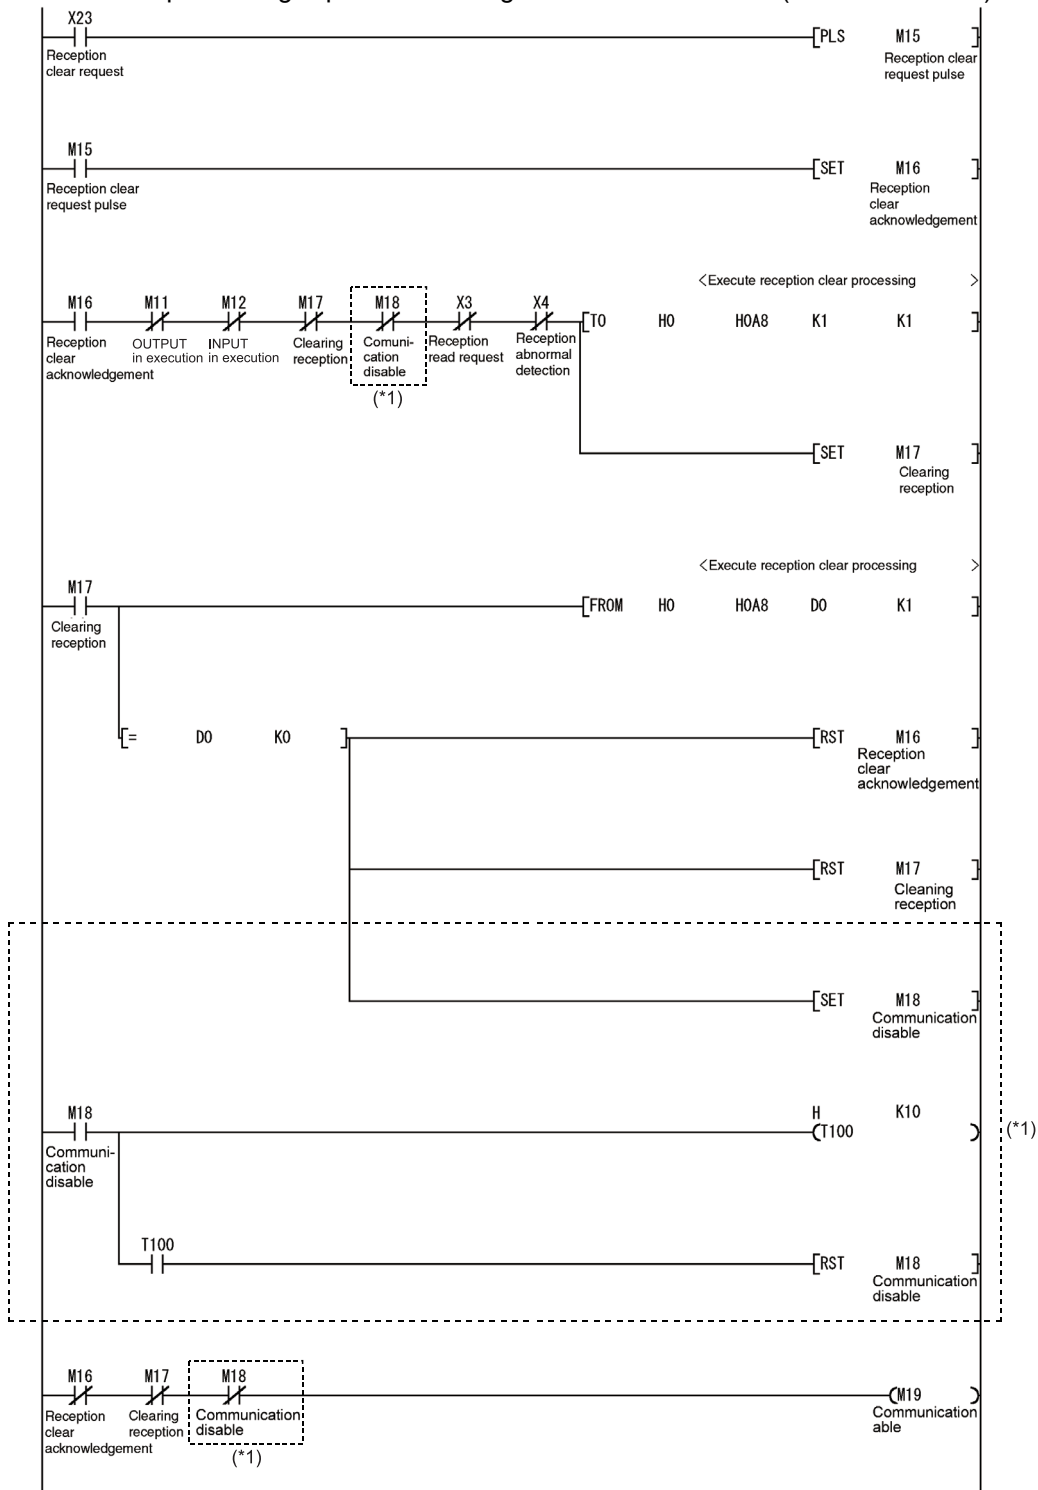 X23
Reception
clear request
[PLS M15 ]
Reception clear
request pulse
M15
Reception clear
request pulse
[SET M16 ]
Reception
clear
acknowledgement
<Execute reception clear processing >
M16 M11 M12 M17 M18 X3 X4
[TO H0 H0A8 K1 K1 ]
Reception
clear
acknowledgement
OUTPUT
in execution
INPUT
in execution
Clearing
reception
Comuni-
cation
disable
Reception
read request
Reception
abnormal
detection
(*1)
[SET M17 ]
Clearing
reception
<Execute reception clear processing >
M17
Clearing
reception
[FROM H0 H0A8 D0 K1 ]
[= D0 K0 ]
[RST M16 ]
Reception
clear
acknowledgement
[RST M17 ]
Cleaning
reception
[SET M18 ]
Communication
disable
M18
Communi-
cation
disable
H K10
(T100 )
(*1)
T100
[RST M18 ]
Communication
disable
M16 M17 M18
Reception
clear
acknowledgement
Clearing
reception
Communication
disable
(*1)
(M19 )
Communication
able